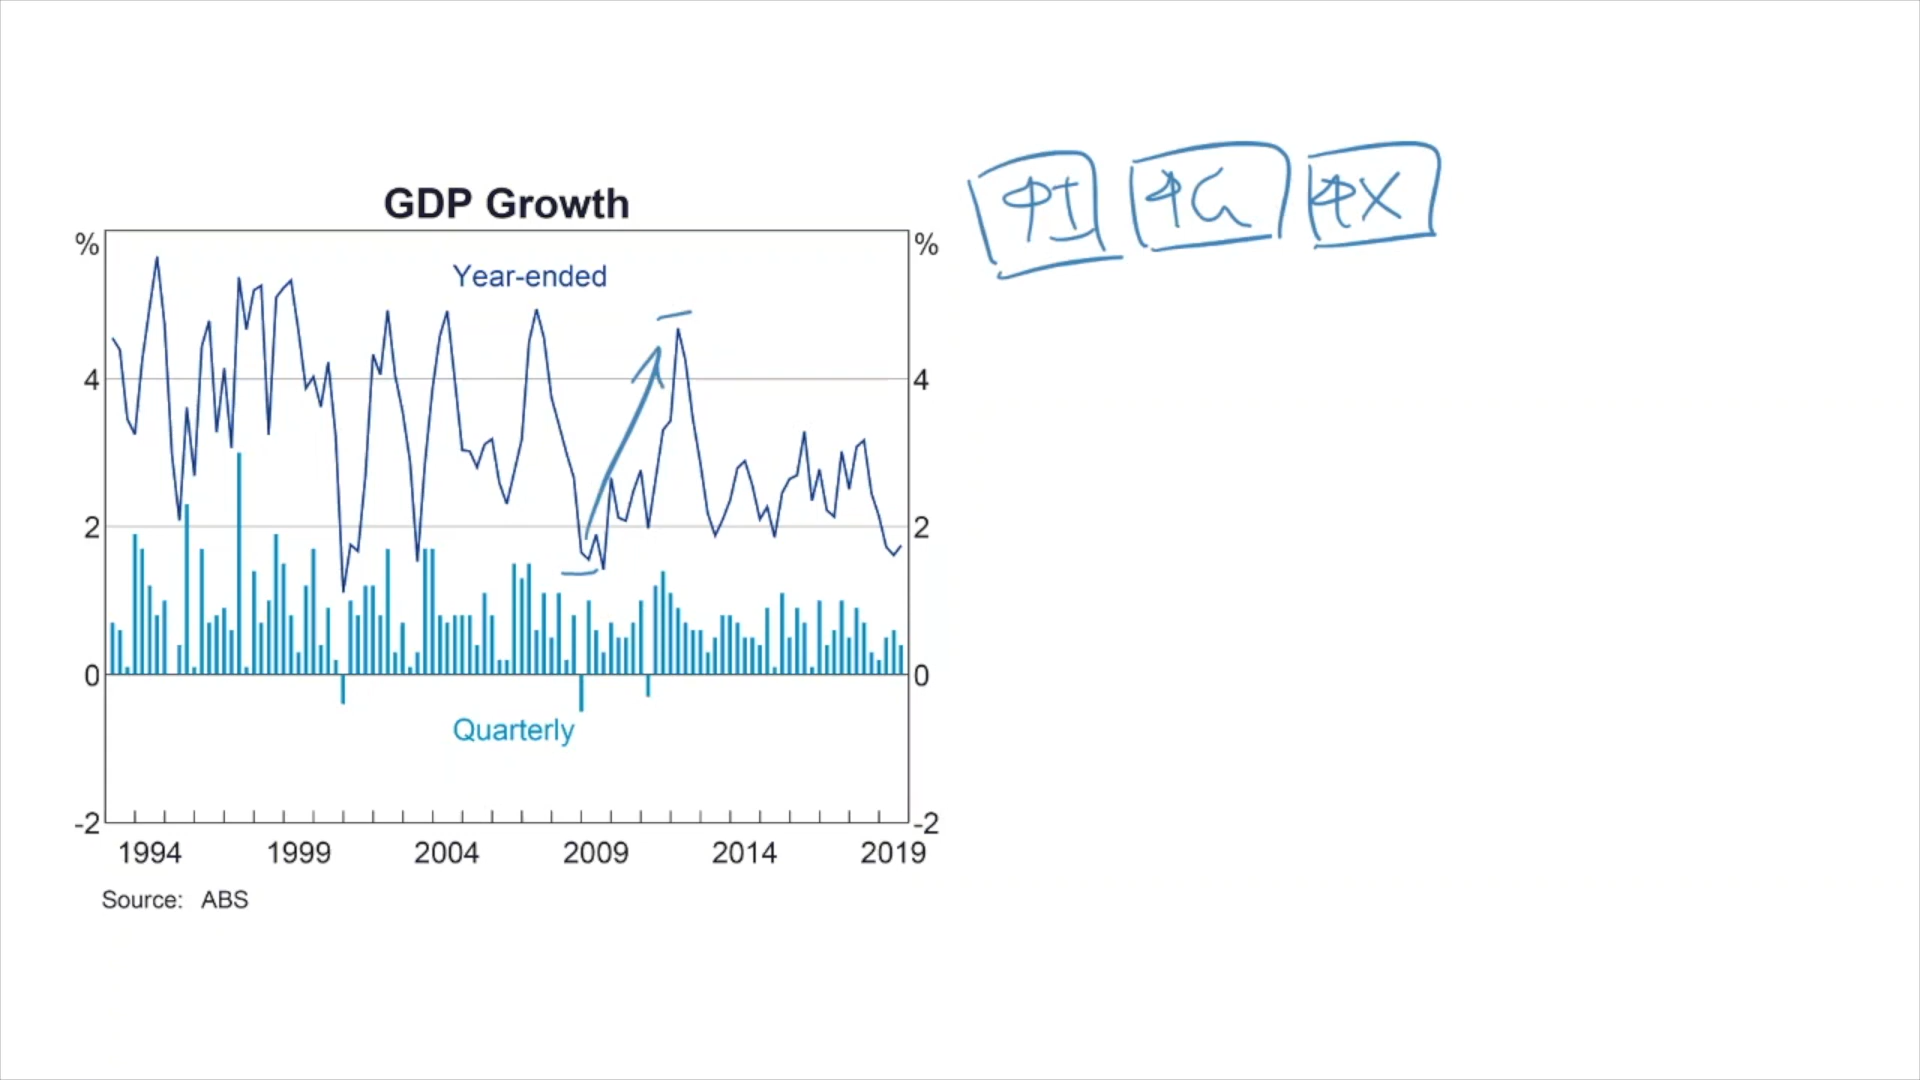 ↑I ↑G ↑X
GDP Growth
% %
Year-ended
4 4
2 2
0 0
Quarterly
-2 -2
1994 1999 2004 2009 2014 2019
Source: ABS